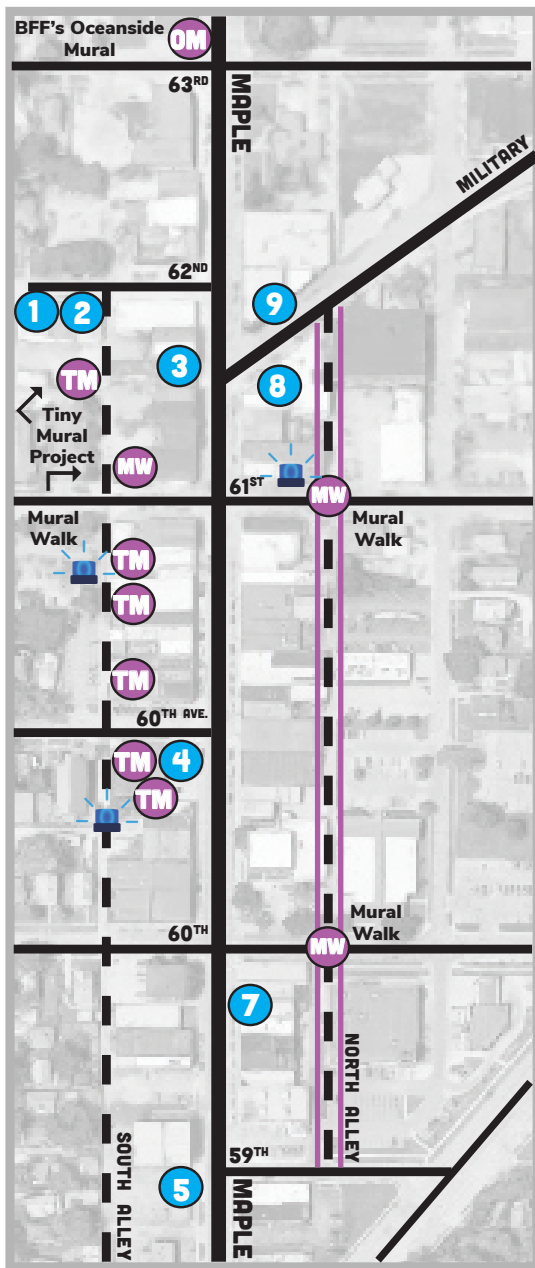 BFF's Oceanside
Mural
OM
63RD
MAPLE
MILITARY
62ND
1
2
9
3
TM
8
Tiny
Mural
Project
MW
61ST
MW
Mural
Walk
Mural
Walk
TM
TM
TM
60TH AVE.
TM
4
TM
Mural
Walk
60TH
MW
7
NORTH ALLEY
SOUTH ALLEY
59TH
5
MAPLE